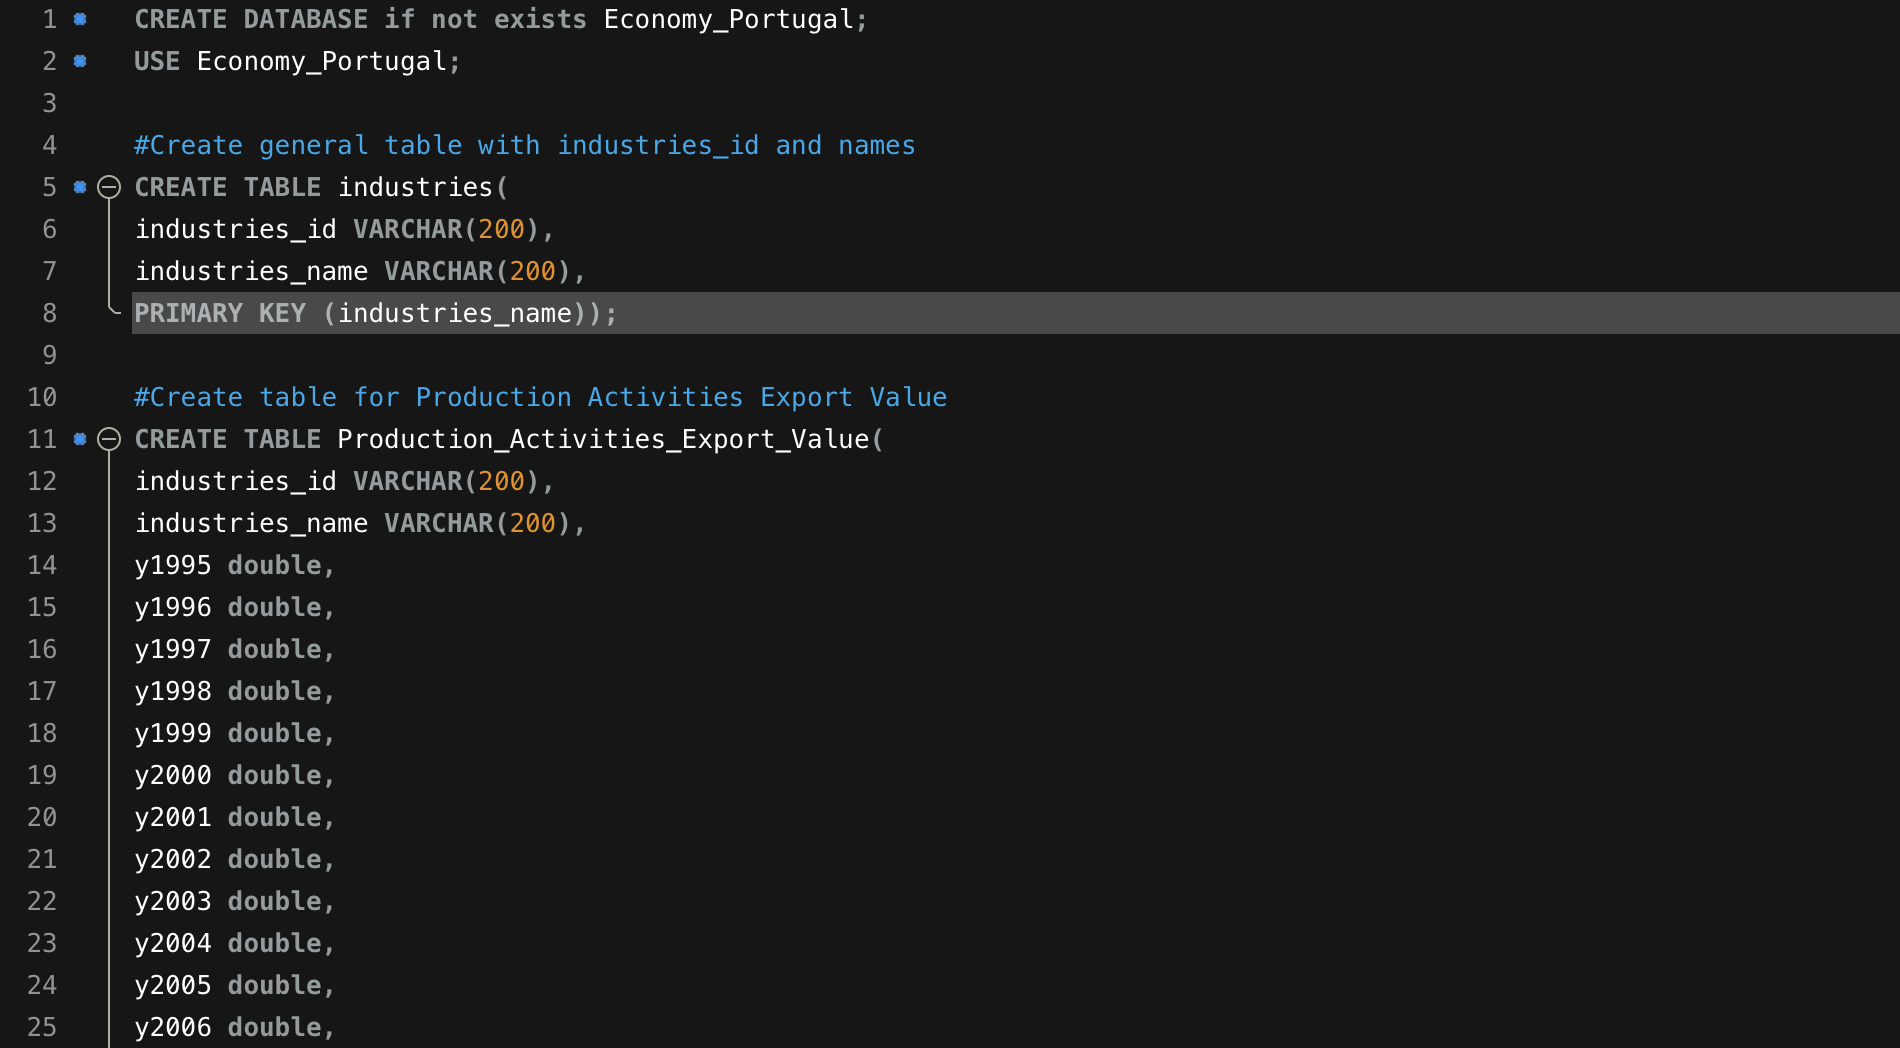 1 CREATE DATABASE if not exists Economy_Portugal;
2 USE Economy_Portugal;
3
4 #Create general table with industries_id and names
5 CREATE TABLE industries(
6 industries_id VARCHAR(200),
7 industries_name VARCHAR(200),
8 PRIMARY KEY (industries_name));
9
10 #Create table for Production Activities Export Value
11 CREATE TABLE Production_Activities_Export_Value(
12 industries_id VARCHAR(200),
13 industries_name VARCHAR(200),
14 y1995 double,
15 y1996 double,
16 y1997 double,
17 y1998 double,
18 y1999 double,
19 y2000 double,
20 y2001 double,
21 y2002 double,
22 y2003 double,
23 y2004 double,
24 y2005 double,
25 y2006 double,